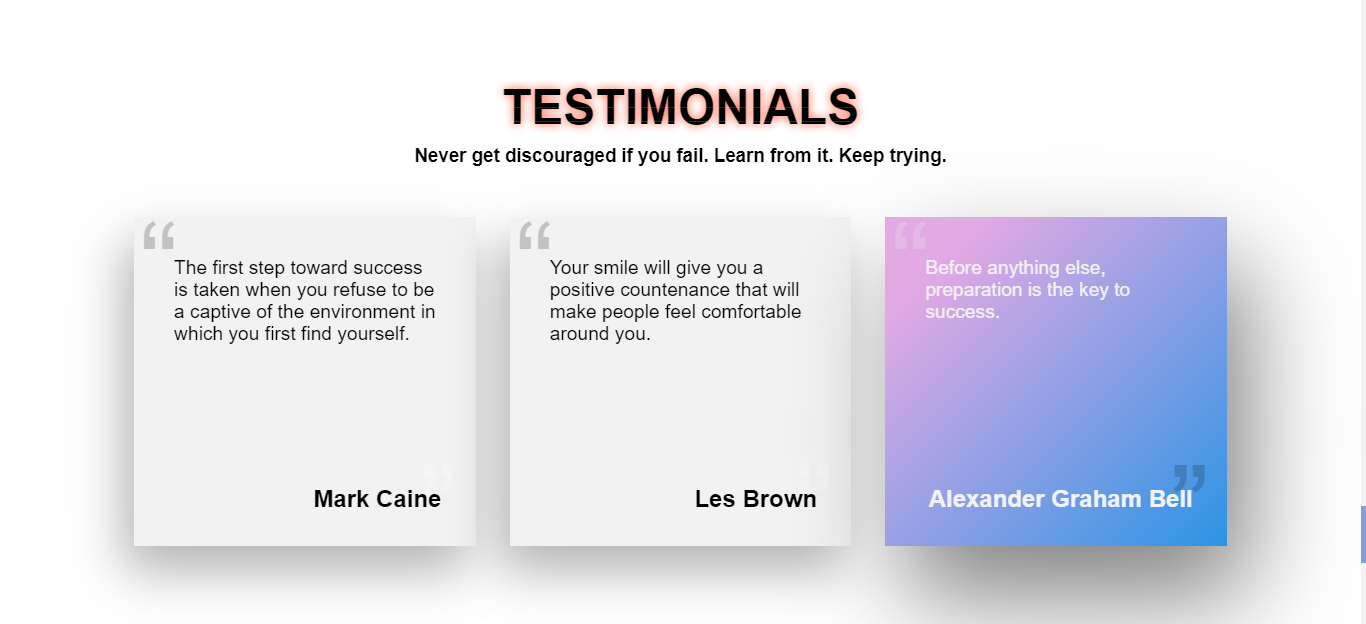 TESTIMONIALS
Never get discouraged if you fail. Learn from it. Keep trying.
“
The first step toward success
is taken when you refuse to be
a captive of the environment in
which you first find yourself.
”
Mark Caine
“
Your smile will give you a
positive countenance that will
make people feel comfortable
around you.
”
Les Brown
“
Before anything else,
preparation is the key to
success.
”
Alexander Graham Bell